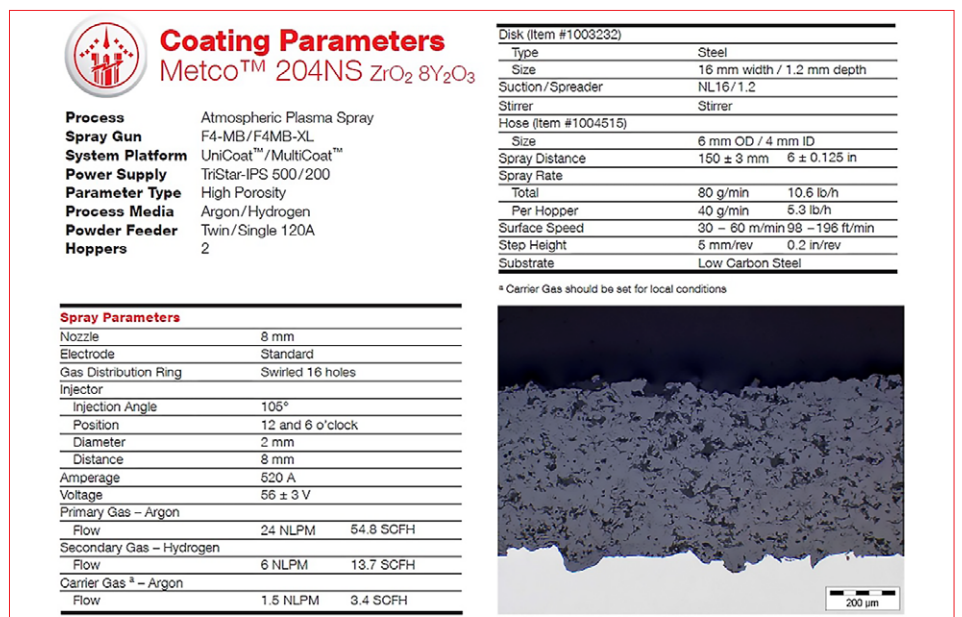 Coating Parameters
Metco™ 204NS ZrO₂ 8Y₂O₃
Process Atmospheric Plasma Spray
Spray Gun F4-MB/F4MB-XL
System Platform UniCoat™/MultiCoat™
Power Supply TriStar-IPS 500/200
Parameter Type High Porosity
Process Media Argon/Hydrogen
Powder Feeder Twin/Single 120A
Hoppers 2
Spray Parameters
Nozzle 8 mm
Electrode Standard
Gas Distribution Ring Swirled 16 holes
Injector
Injection Angle 105°
Position 12 and 6 o'clock
Diameter 2 mm
Distance 8 mm
Amperage 520 A
Voltage 56 ± 3 V
Primary Gas – Argon
Flow 24 NLPM 54.8 SCFH
Secondary Gas – Hydrogen
Flow 6 NLPM 13.7 SCFH
Carrier Gas ª – Argon
Flow 1.5 NLPM 3.4 SCFH
Disk (Item #1003232)
Type Steel
Size 16 mm width / 1.2 mm depth
Suction/Spreader NL16/1.2
Stirrer Stirrer
Hose (Item #1004515)
Size 6 mm OD / 4 mm ID
Spray Distance 150 ± 3 mm 6 ± 0.125 in
Spray Rate
Total 80 g/min 10.6 lb/h
Per Hopper 40 g/min 5.3 lb/h
Surface Speed 30 – 60 m/min 98 –196 ft/min
Step Height 5 mm/rev 0.2 in/rev
Substrate Low Carbon Steel
ª Carrier Gas should be set for local conditions
200 µm